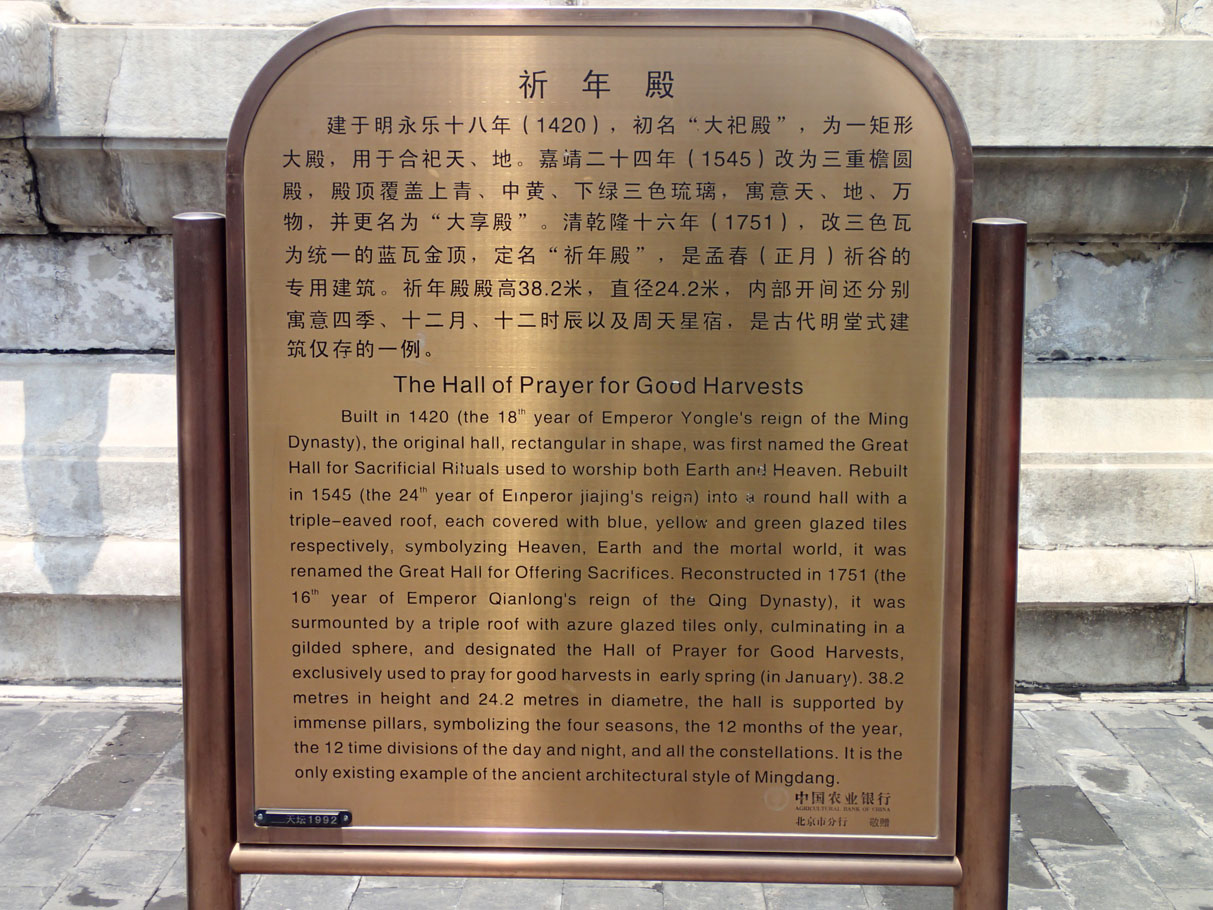 祈年殿
建于明永乐十八年（1420），初名“大祀殿”，为一矩形
大殿，用于合祀天、地。嘉靖二十四年（1545）改为三重檐圆
殿，殿顶覆盖上青、中黄、下绿三色琉璃，寓意天、地、万
物，并更名为“大享殿”。清乾隆十六年（1751），改三色瓦
为统一的蓝瓦金顶，定名“祈年殿”，是孟春（正月）祈谷的
专用建筑。祈年殿殿高38.2米，直径24.2米，内部开间还分别
寓意四季、十二月、十二时辰以及周天星宿，是古代明堂式建
筑仅存的一例。
The Hall of Prayer for Good Harvests
Built in 1420 (the 18th year of Emperor Yongle's reign of the Ming
Dynasty), the original hall, rectangular in shape, was first named the Great
Hall for Sacrificial Rituals used to worship both Earth and Heaven. Rebuilt
in 1545 (the 24th year of Emperor jiajing's reign) into a round hall with a
triple-eaved roof, each covered with blue, yellow and green glazed tiles
respectively, symbolyzing Heaven, Earth and the mortal world, it was
renamed the Great Hall for Offering Sacrifices. Reconstructed in 1751 (the
16th year of Emperor Qianlong's reign of the Qing Dynasty), it was
surmounted by a triple roof with azure glazed tiles only, culminating in a
gilded sphere, and designated the Hall of Prayer for Good Harvests,
exclusively used to pray for good harvests in early spring (in January). 38.2
metres in height and 24.2 metres in diametre, the hall is supported by
immense pillars, symbolizing the four seasons, the 12 months of the year,
the 12 time divisions of the day and night, and all the constellations. It is the
only existing example of the ancient architectural style of Mingdang.
中国农业银行
AGRICULTURAL BANK OF CHINA
北京市分行 敬赠
天坛1992